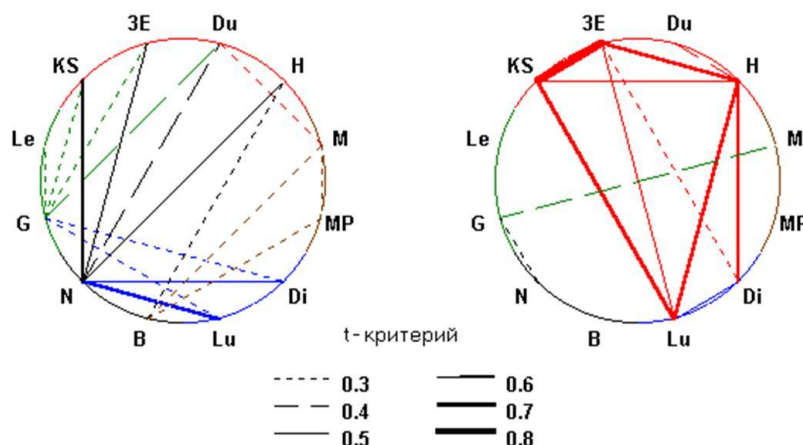 3E Du
KS H
Le M
G MP
N Di
B Lu
3E Du
KS H
Le M
G MP
N Di
B Lu
t-критерий
0.3 0.6
0.4 0.7
0.5 0.8